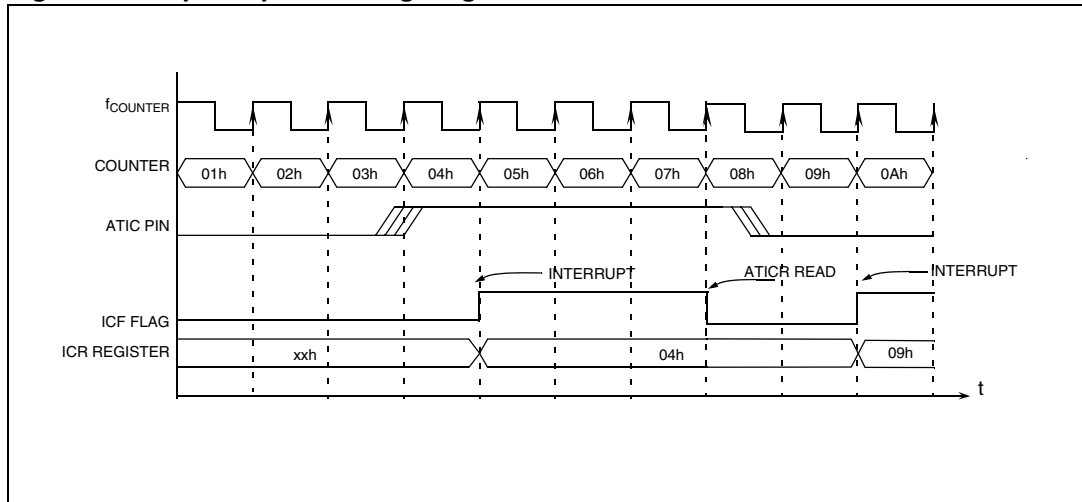 fCOUNTER
COUNTER 01h 02h 03h 04h 05h 06h 07h 08h 09h 0Ah
ATIC PIN
INTERRUPT ATICR READ INTERRUPT
ICF FLAG
ICR REGISTER xxh 04h 09h
t